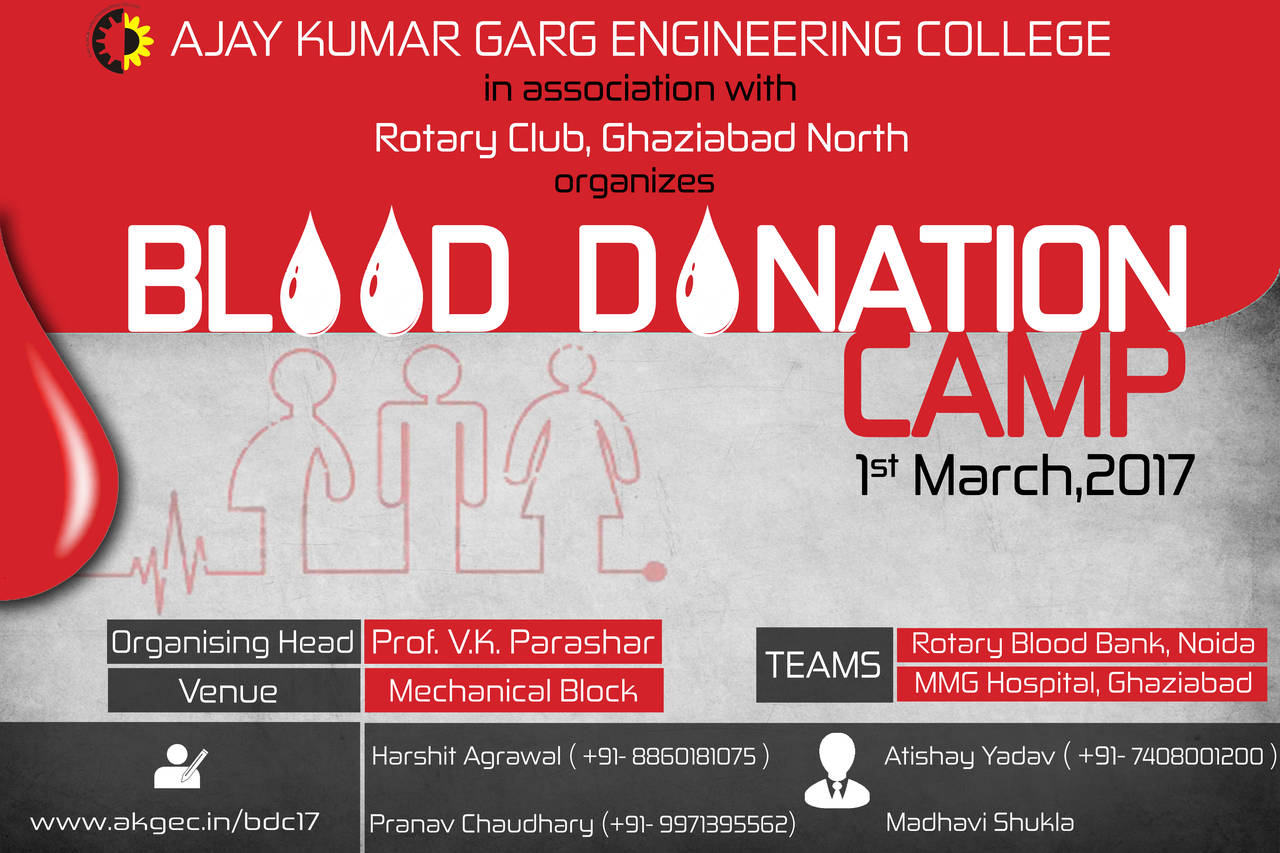 AJAY KUMAR GARG ENGINEERING COLLEGE
in association with
Rotary Club, Ghaziabad North
organizes
BLOOD DONATION
CAMP
1st March,2017
Organising Head Prof. V.K. Parashar
Venue Mechanical Block
TEAMS
Rotary Blood Bank, Noida
MMG Hospital, Ghaziabad
www.akgec.in/bdc17
Harshit Agrawal ( +91- 8860181075 )
Pranav Chaudhary (+91- 9971395562)
Atishay Yadav ( +91- 7408001200 )
Madhavi Shukla